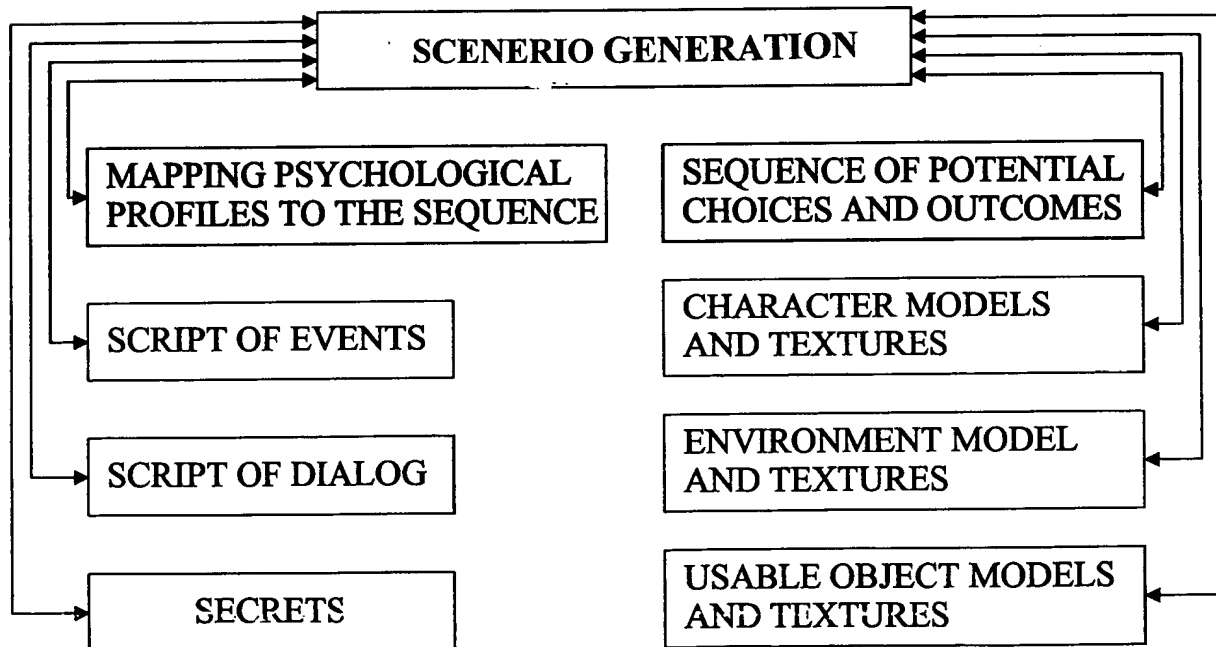 SCENERIO GENERATION
MAPPING PSYCHOLOGICAL
PROFILES TO THE SEQUENCE
SCRIPT OF EVENTS
SCRIPT OF DIALOG
SECRETS
SEQUENCE OF POTENTIAL
CHOICES AND OUTCOMES
CHARACTER MODELS
AND TEXTURES
ENVIRONMENT MODEL
AND TEXTURES
USABLE OBJECT MODELS
AND TEXTURES